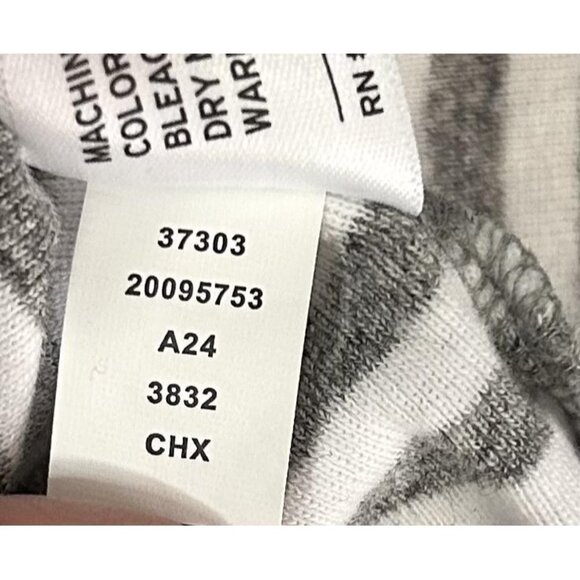 MACHIN
COLOR
BLEAC
DRY
WAR
RN
37303
20095753
A24
3832
CHX